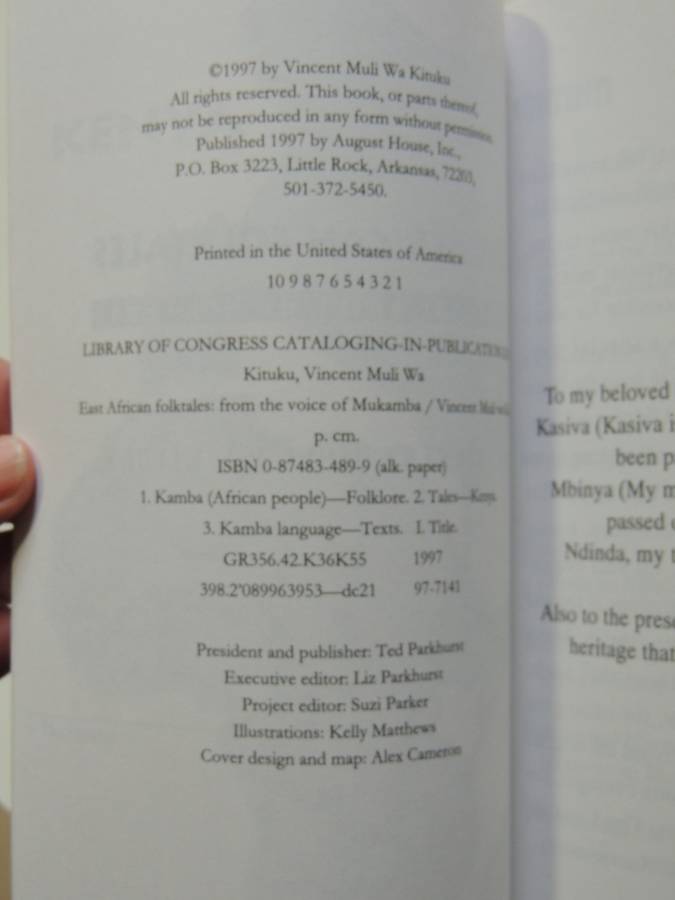 ©1997 by Vincent Muli Wa Kituku
All rights reserved. This book, or parts thereof,
may not be reproduced in any form without permission.
Published 1997 by August House, Inc.,
P.O. Box 3223, Little Rock, Arkansas, 72203,
501-372-5450.
Printed in the United States of America
10 9 8 7 6 5 4 3 2 1
LIBRARY OF CONGRESS CATALOGING-IN-PUBLICATION
Kituku, Vincent Muli Wa
East African folktales: from the voice of Mukamba / Vincent Muli
p. cm.
ISBN 0-87483-489-9 (alk. paper)
1. Kamba (African people)—Folklore. 2. Tales—Kenya
3. Kamba language—Texts. I. Title.
GR356.42.K36K55 1997
398.2'089963953—dc21 97-7141
President and publisher: Ted Parkhurst
Executive editor: Liz Parkhurst
Project editor: Suzi Parker
Illustrations: Kelly Matthews
Cover design and map: Alex Cameron
To my beloved
Kasiva (Kasiva i
been p
Mbinya (My m
passed
Ndinda, my
Also to the pres
heritage that